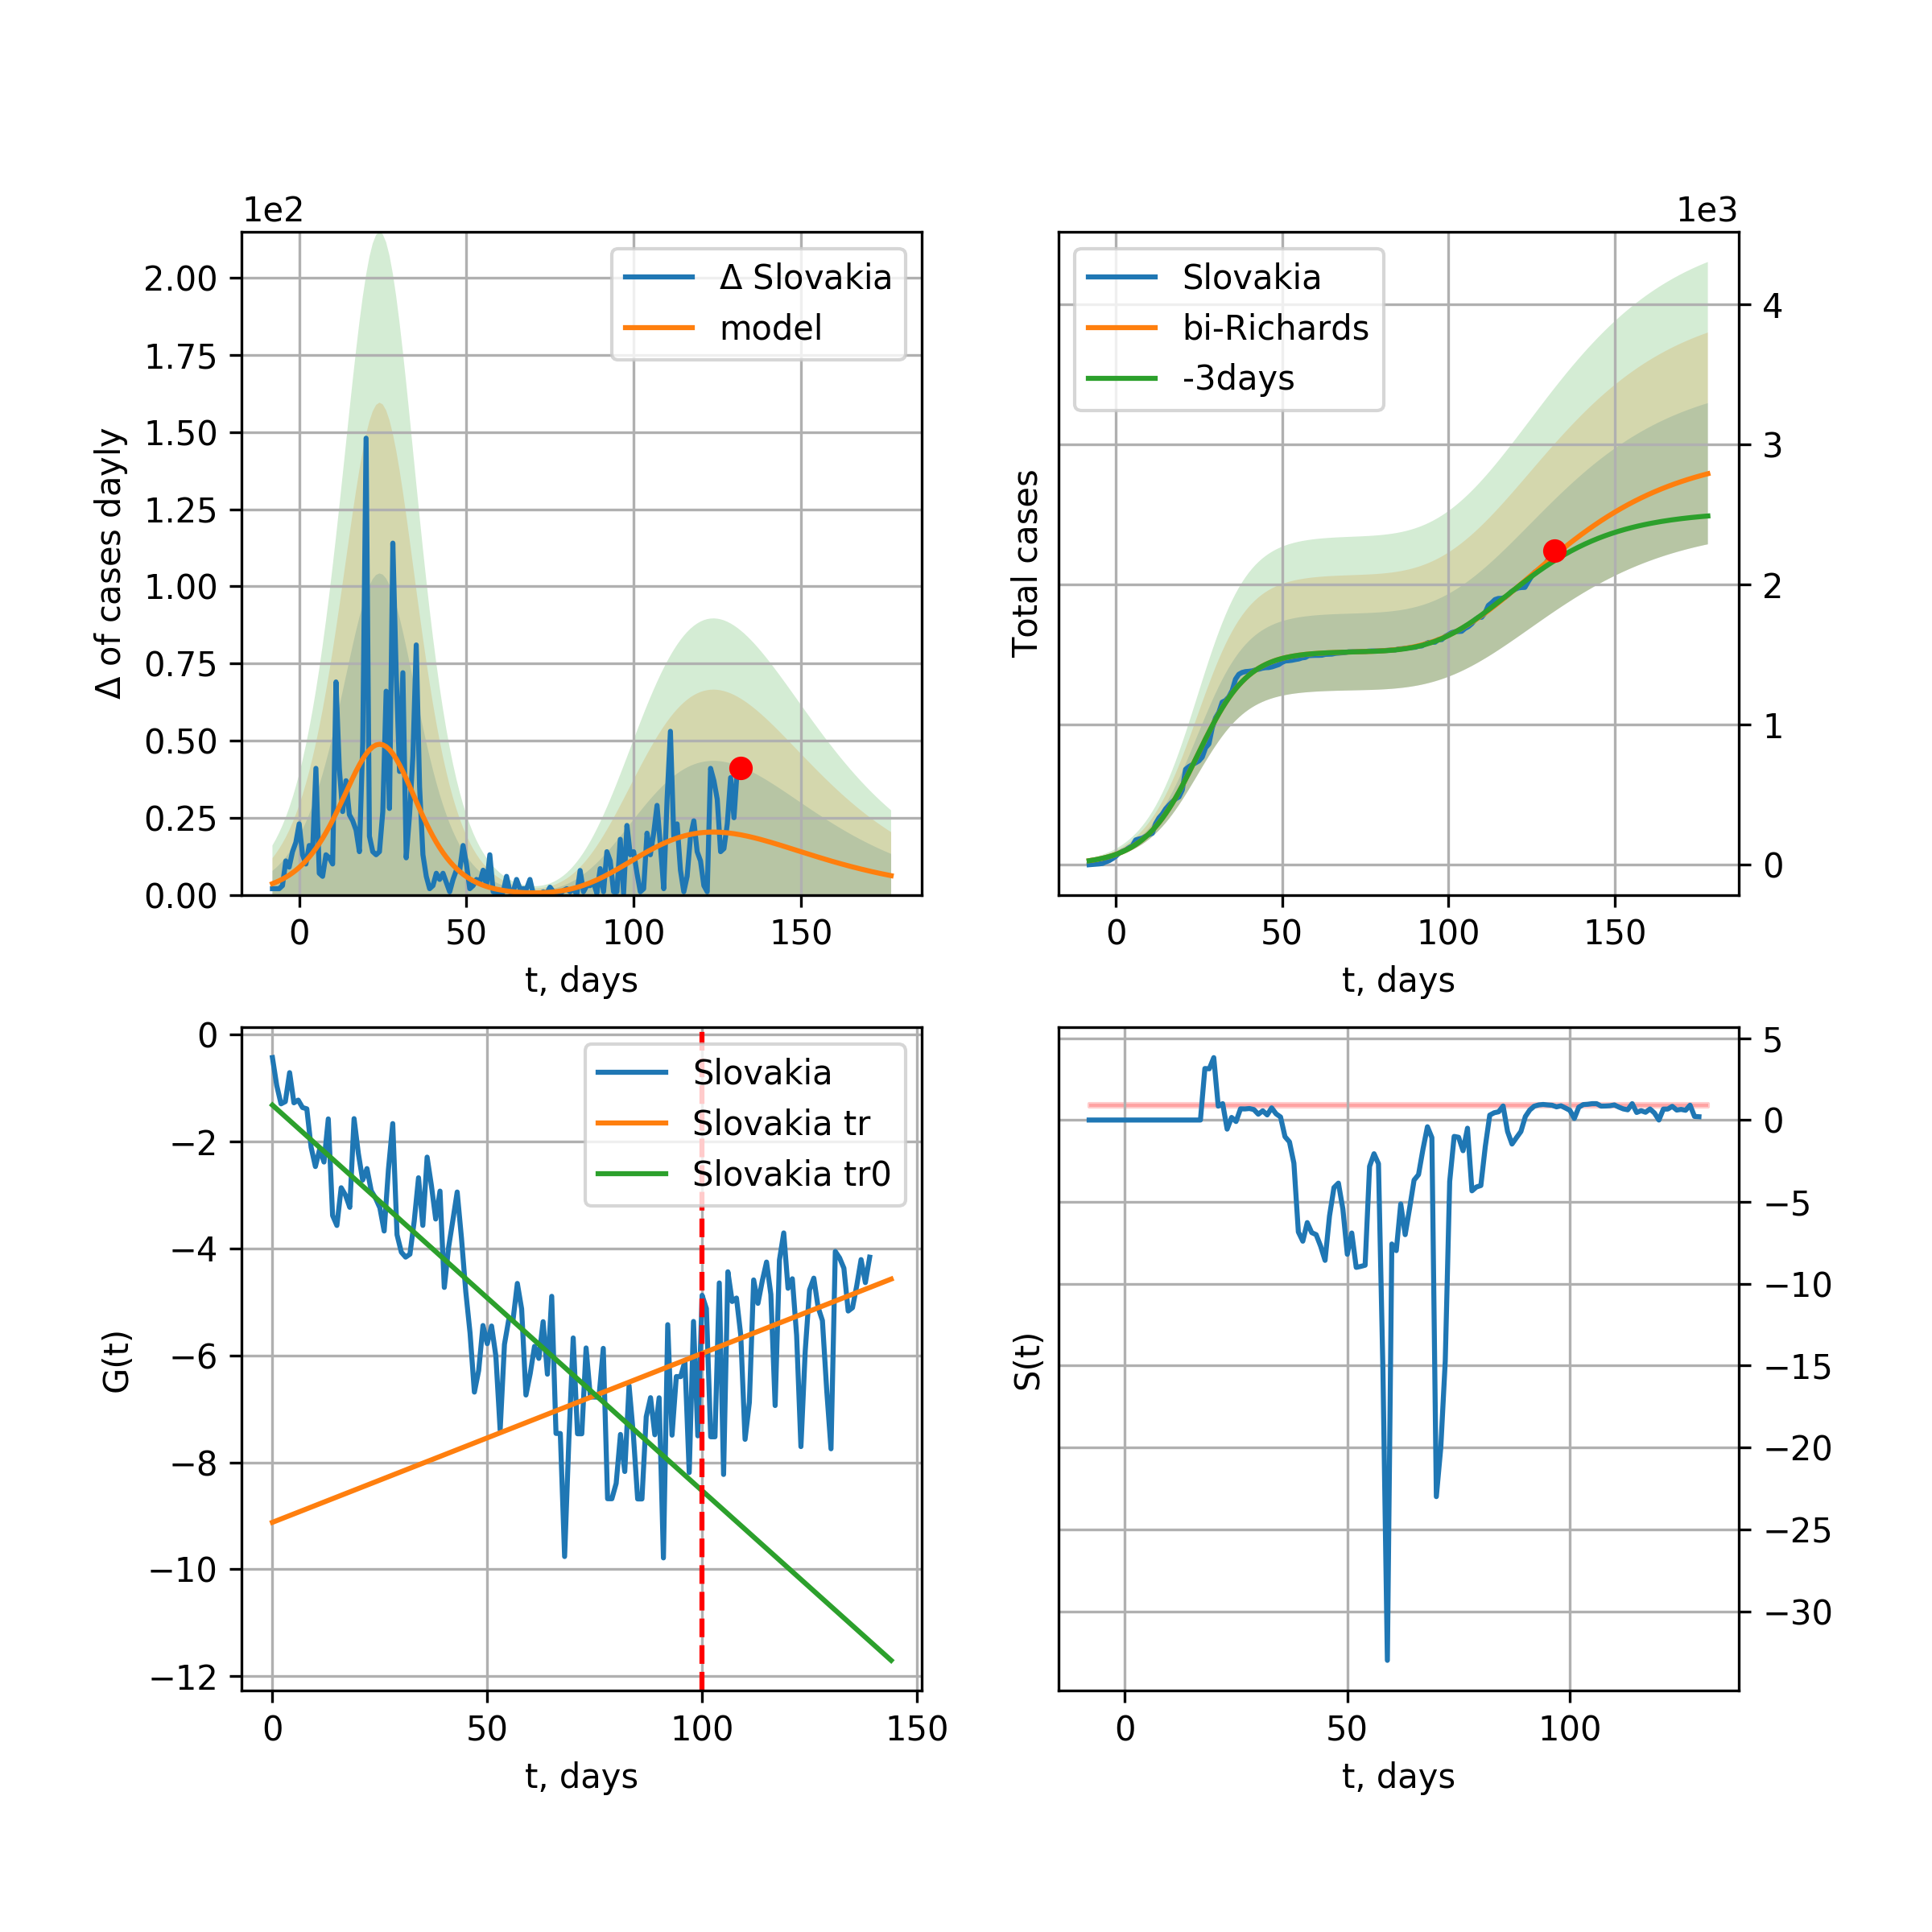 1e2
Δ of cases dayly
2.00
1.75
1.50
1.25
1.00
0.75
0.50
0.25
0.00
Δ Slovakia
model
0 50 100 150
t, days
1e3
Total cases
Slovakia
bi-Richards
-3days
4
3
2
1
0
0 50 100 150
t, days
G(t)
0
−2
−4
−6
−8
−10
−12
Slovakia
Slovakia tr
Slovakia tr0
0 50 100 150
t, days
S(t)
5
0
−5
−10
−15
−20
−25
−30
0 50 100
t, days